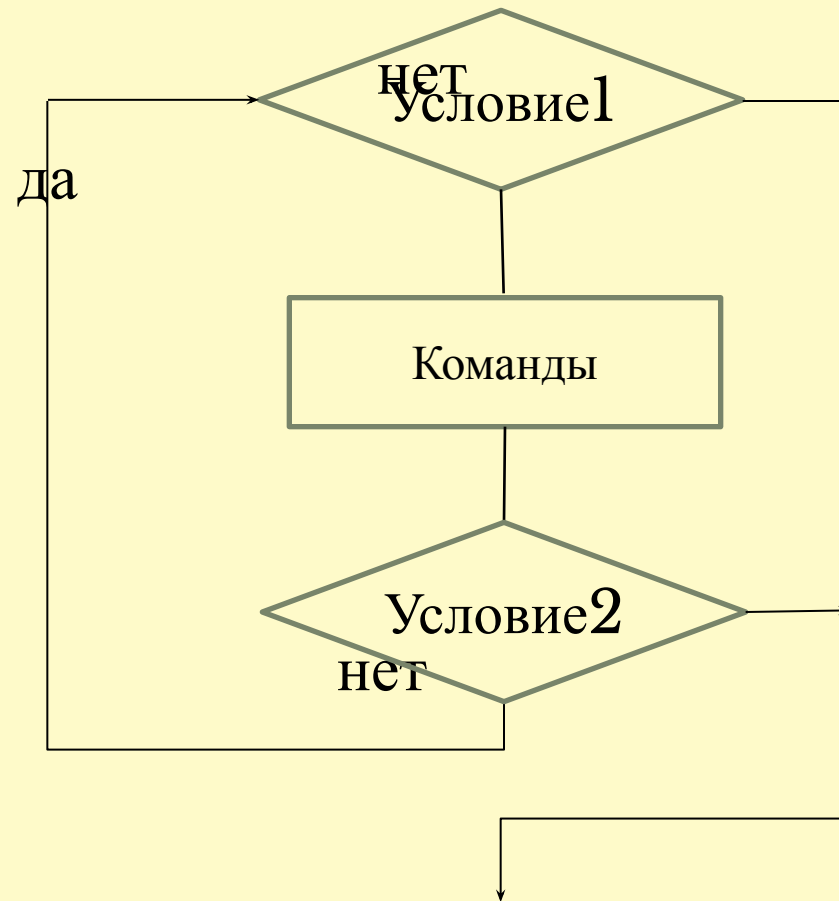 нет
Условие1
да
Команды
Условие2
нет